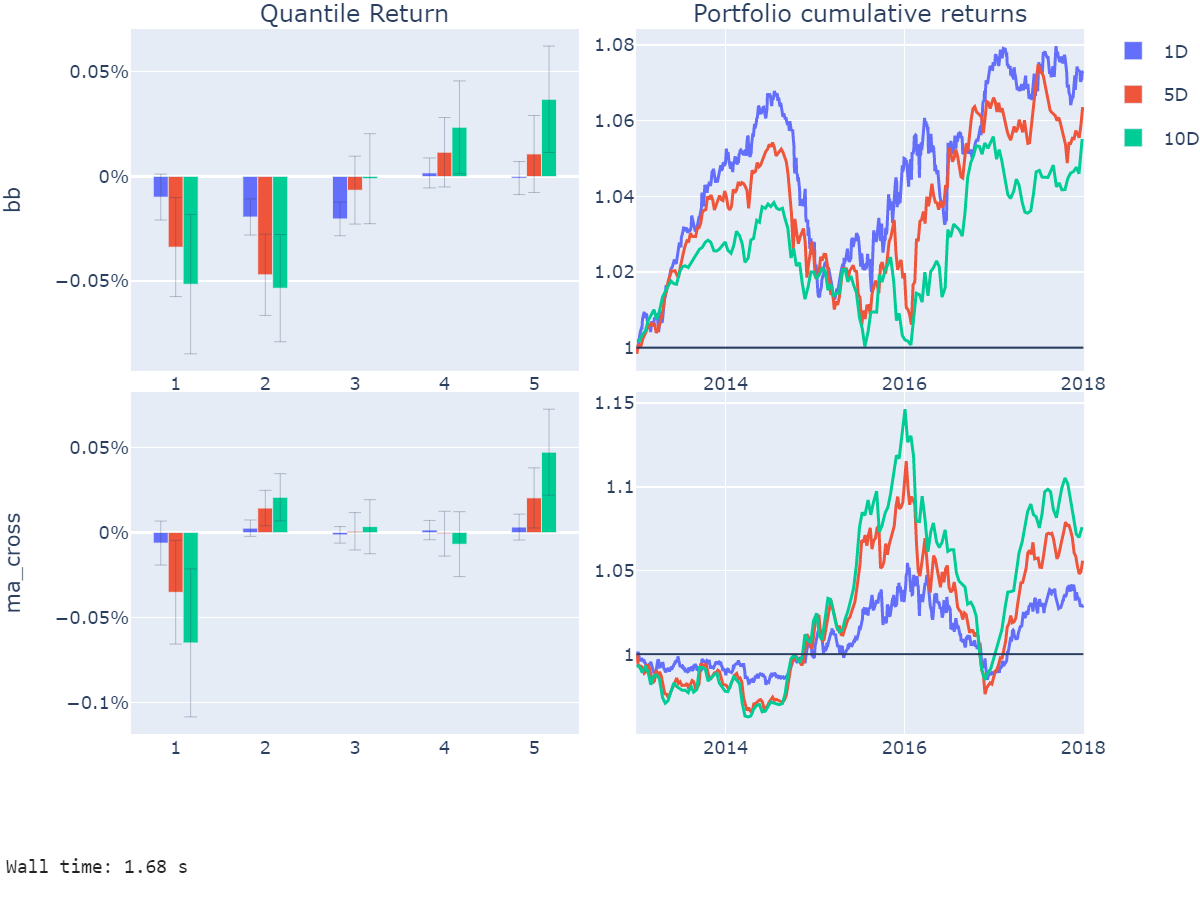 Quantile Return
Portfolio cumulative returns
bb
0.05%
0%
−0.05%
1 2 3 4 5
1.08
1.06
1.04
1.02
1
2014 2016 2018
1D
5D
10D
ma_cross
0.05%
0%
−0.05%
−0.1%
1 2 3 4 5
1.15
1.1
1.05
1
2014 2016 2018
Wall time: 1.68 s